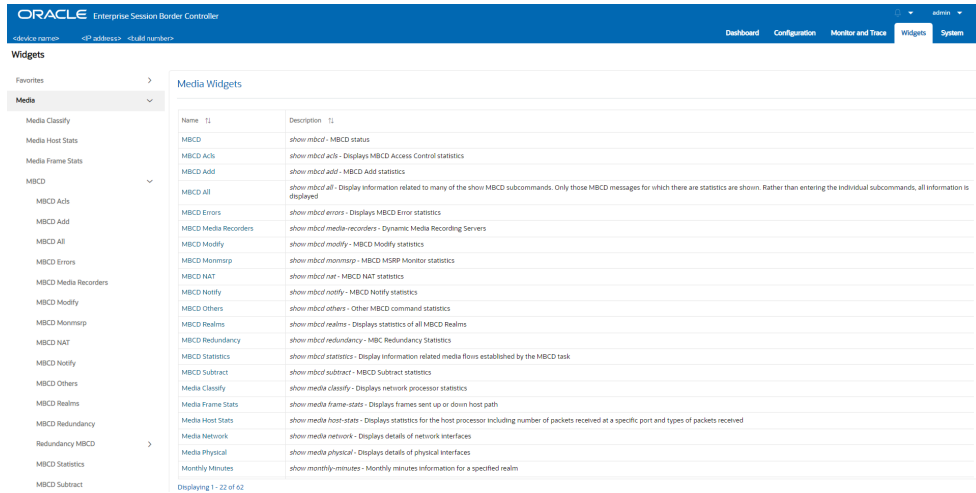 ORACLE Enterprise Session Border Controller
admin
<device name> <IP address> <build number>
Dashboard Configuration Monitor and Trace Widgets System
Widgets
Favorites
Media
Media Classify
Media Host Stats
Media Frame Stats
MBCD
MBCD Acls
MBCD Add
MBCD All
MBCD Errors
MBCD Media Recorders
MBCD Modify
MBCD Monmsrp
MBCD NAT
MBCD Notify
MBCD Others
MBCD Realms
MBCD Redundancy
Redundancy MBCD
MBCD Statistics
MBCD Subtract
Media Widgets
Name Description
MBCD show mbcd - MBCD status
MBCD Acls show mbcd acls - Displays MBCD Access Control statistics
MBCD Add show mbcd add - MBCD Add statistics
MBCD All show mbcd all - Display information related to many of the show MBCD subcommands. Only those MBCD messages for which there are statistics are shown. Rather than entering the individual subcommands, all information is
displayed
MBCD Errors show mbcd errors - Displays MBCD Error statistics
MBCD Media Recorders show mbcd media-recorders - Dynamic Media Recording Servers
MBCD Modify show mbcd modify - MBCD Modify statistics
MBCD Monmsrp show mbcd monmsrp - MBCD MSRP Monitor statistics
MBCD NAT show mbcd nat - MBCD NAT statistics
MBCD Notify show mbcd notify - MBCD Notify statistics
MBCD Others show mbcd others - Other MBCD command statistics
MBCD Realms show mbcd realms - Displays statistics of all MBCD Realms
MBCD Redundancy show mbcd redundancy - MBC Redundancy Statistics
MBCD Statistics show mbcd statistics - Display information related media flows established by the MBCD task
MBCD Subtract show mbcd subtract - MBCD Subtract statistics
Media Classify show media classify - Displays network processor statistics
Media Frame Stats show media frame-stats - Displays frames sent up or down host path
Media Host Stats show media host-stats - Displays statistics for the host processor including number of packets received at a specific port and types of packets received
Media Network show media network - Displays details of network interfaces
Media Physical show media physical - Displays details of physical interfaces
Monthly Minutes show monthly-minutes - Monthly minutes information for a specified realm
Displaying 1 - 22 of 62